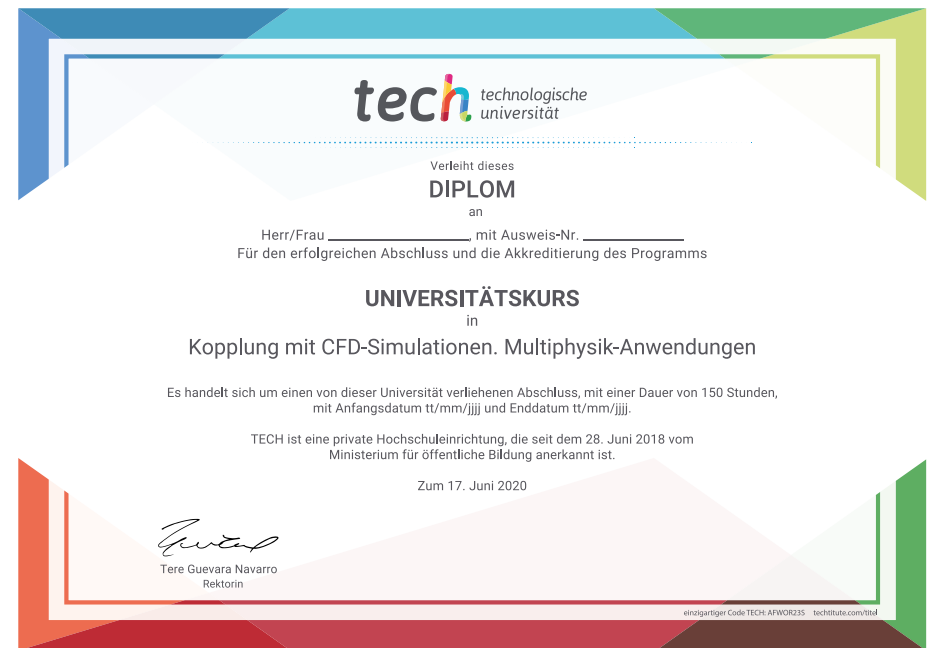 tech technologische
universität
Verleiht dieses
DIPLOM
an
Herr/Frau ____________________, mit Ausweis-Nr. ______________
Für den erfolgreichen Abschluss und die Akkreditierung des Programms
UNIVERSITÄTSKURS
in
Kopplung mit CFD-Simulationen. Multiphysik-Anwendungen
Es handelt sich um einen von dieser Universität verliehenen Abschluss, mit einer Dauer von 150 Stunden,
mit Anfangsdatum tt/mm/jjjj und Enddatum tt/mm/jjjj.
TECH ist eine private Hochschuleinrichtung, die seit dem 28. Juni 2018 vom
Ministerium für öffentliche Bildung anerkannt ist.
Zum 17. Juni 2020
Tere Guevara Navarro
Rektorin
einzigartiger Code TECH: AFWOR23S techtitute.com/titel